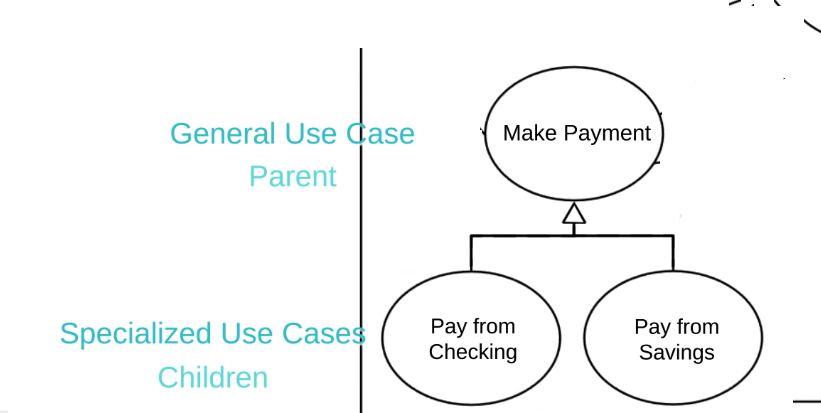 General Use Case
Parent
Make Payment
Specialized Use Cases
Children
Pay from
Checking
Pay from
Savings